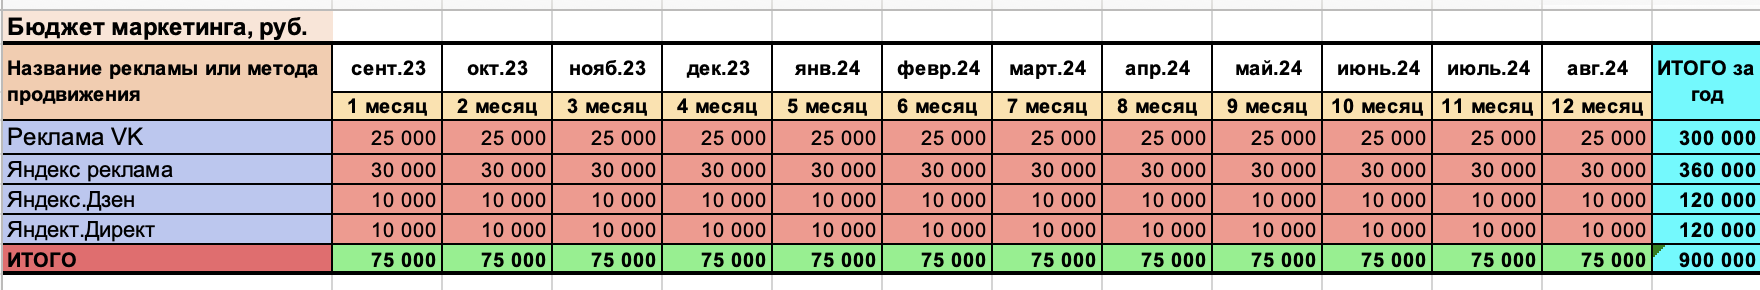 Бюджет маркетинга, руб.
Название рекламы или метода продвижения сент.23 окт.23 нояб.23 дек.23 янв.24 февр.24 март.24 апр.24 май.24 июнь.24 июль.24 авг.24 ИТОГО за год
1 месяц 2 месяц 3 месяц 4 месяц 5 месяц 6 месяц 7 месяц 8 месяц 9 месяц 10 месяц 11 месяц 12 месяц
Реклама VK 25 000 25 000 25 000 25 000 25 000 25 000 25 000 25 000 25 000 25 000 25 000 25 000 300 000
Яндекс реклама 30 000 30 000 30 000 30 000 30 000 30 000 30 000 30 000 30 000 30 000 30 000 30 000 360 000
Яндекс.Дзен 10 000 10 000 10 000 10 000 10 000 10 000 10 000 10 000 10 000 10 000 10 000 10 000 120 000
Яндект.Директ 10 000 10 000 10 000 10 000 10 000 10 000 10 000 10 000 10 000 10 000 10 000 10 000 120 000
ИТОГО 75 000 75 000 75 000 75 000 75 000 75 000 75 000 75 000 75 000 75 000 75 000 75 000 900 000